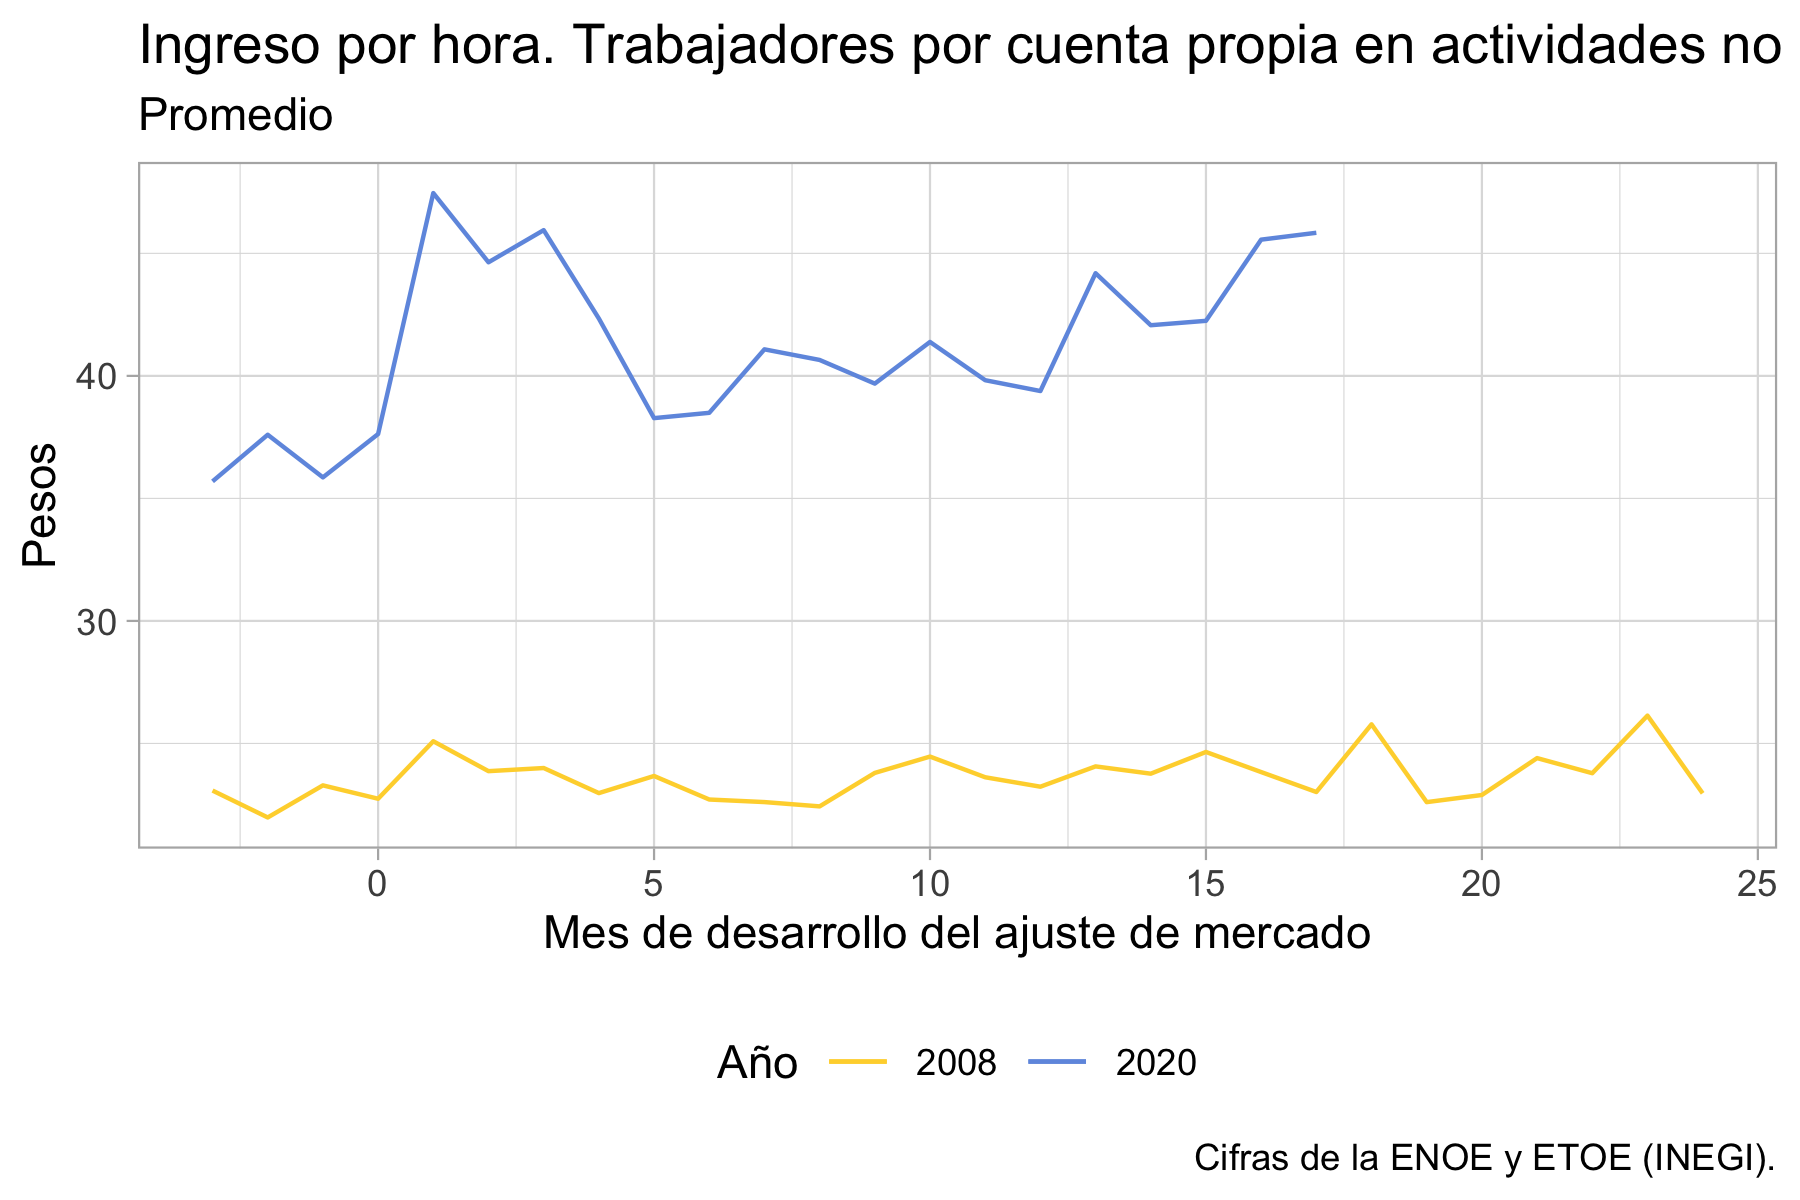 Ingreso por hora. Trabajadores por cuenta propia en actividades no
Promedio
40
30
Pesos
0 5 10 15 20 25
Mes de desarrollo del ajuste de mercado
Año 2008 2020
Cifras de la ENOE y ETOE (INEGI).